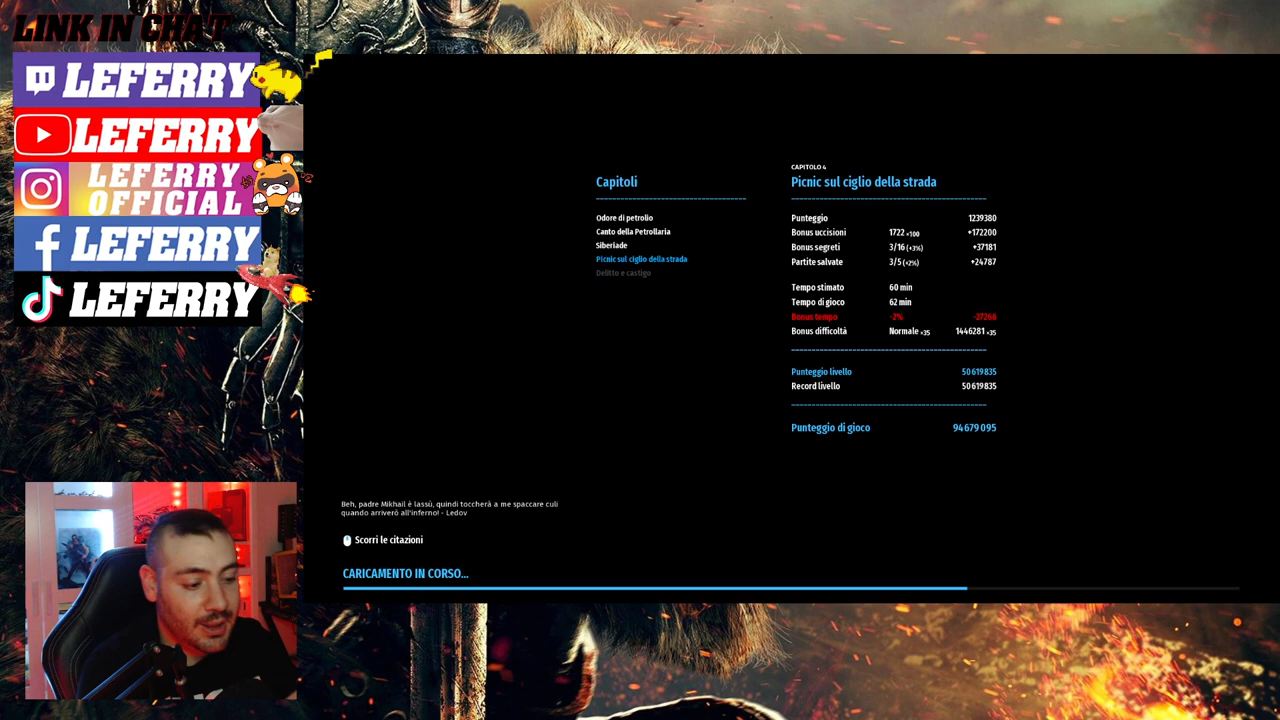 LINK IN CHAT
LEFERRY
LEFERRY
LEFERRY
OFFICIAL
LEFERRY
LEFERRY
Capitoli
Odore di petrolio
Canto della Petrollaria
Siberiade
Picnic sul ciglio della strada
Delitto e castigo
CAPITOLO 4
Picnic sul ciglio della strada
Punteggio 1239380
Bonus uccisioni 1722 ×100 +172200
Bonus segreti 3/16 (+3%) +37181
Partite salvate 3/5 (+2%) +24787
Tempo stimato 60 min
Tempo di gioco 62 min
Bonus tempo -2% -27266
Bonus difficoltà Normale ×35 1446281 ×35
Punteggio livello 50619835
Record livello 50619835
Punteggio di gioco 94679095
Beh, padre Mikhail è lassù, quindi toccherà a me spaccare culi
quando arriverò all'inferno! - Ledov
Scorri le citazioni
CARICAMENTO IN CORSO...